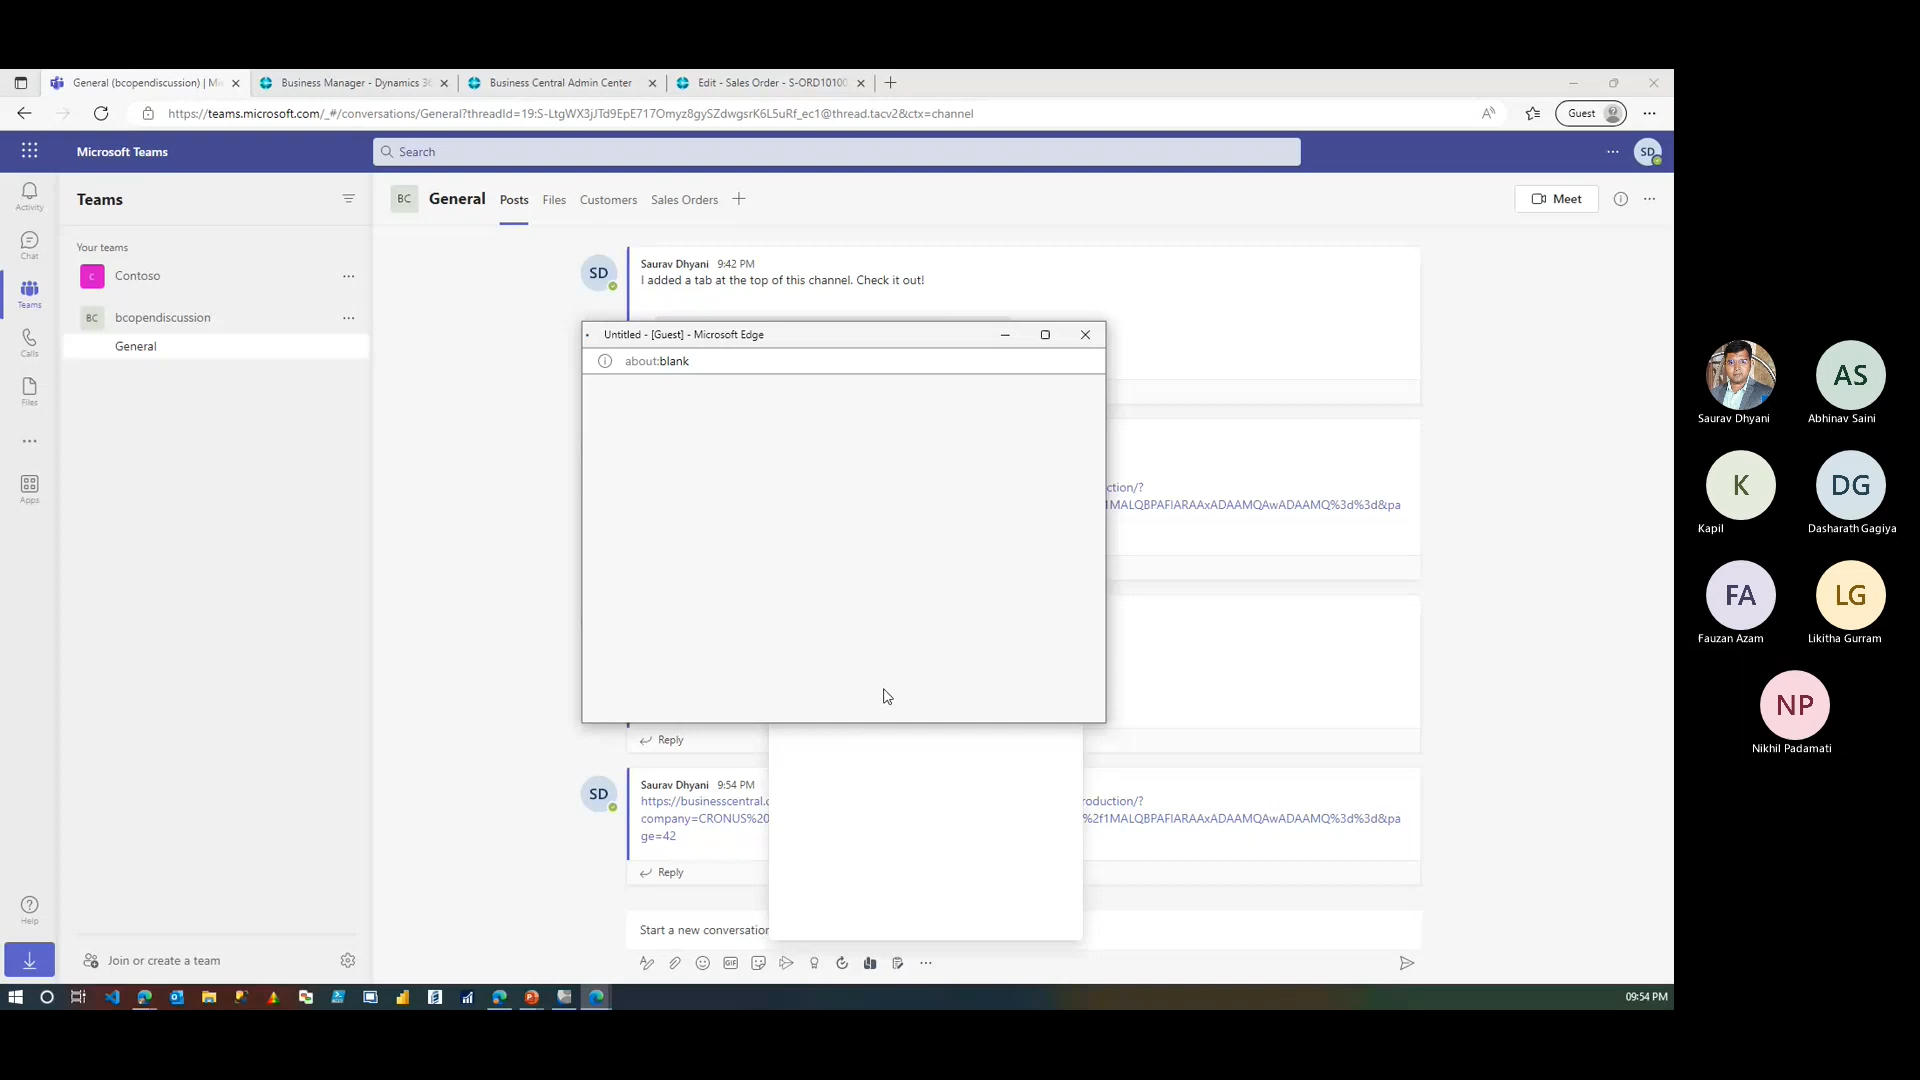 General (bcopendiscussion) | Mi
Business Manager - Dynamics 36
Business Central Admin Center
Edit - Sales Order - S-ORD10100
https://teams.microsoft.com/_#/conversations/General?threadId=19:S-LtgWX3jJTd9EpE717Omyz8gySZdwgsrK6L5uRf_ec1@thread.tacv2&ctx=channel
Guest
Microsoft Teams
Search
SD
Activity
Chat
Teams
Calls
Files
Apps
Help
Teams
Your teams
C
Contoso
BC
bcopendiscussion
General
Join or create a team
BC
General
Posts
Files
Customers
Sales Orders
Meet
SD
Saurav Dhyani 9:42 PM
I added a tab at the top of this channel. Check it out!
Untitled - [Guest] - Microsoft Edge
about:blank
ction/?
1MALQBPAFIARAAxADAAMQAwADAAMQ%3d%3d&pa
Reply
SD
Saurav Dhyani 9:54 PM
https://businesscentral.
roduction/?
company=CRONUS%20
%2f1MALQBPAFIARAAxADAAMQAwADAAMQ%3d%3d&pa
ge=42
Reply
Start a new conversation
GIF
09:54 PM
Saurav Dhyani
AS
Abhinav Saini
K
Kapil
DG
Dasharath Gagiya
FA
Fauzan Azam
LG
Likitha Gurram
NP
Nikhil Padamati